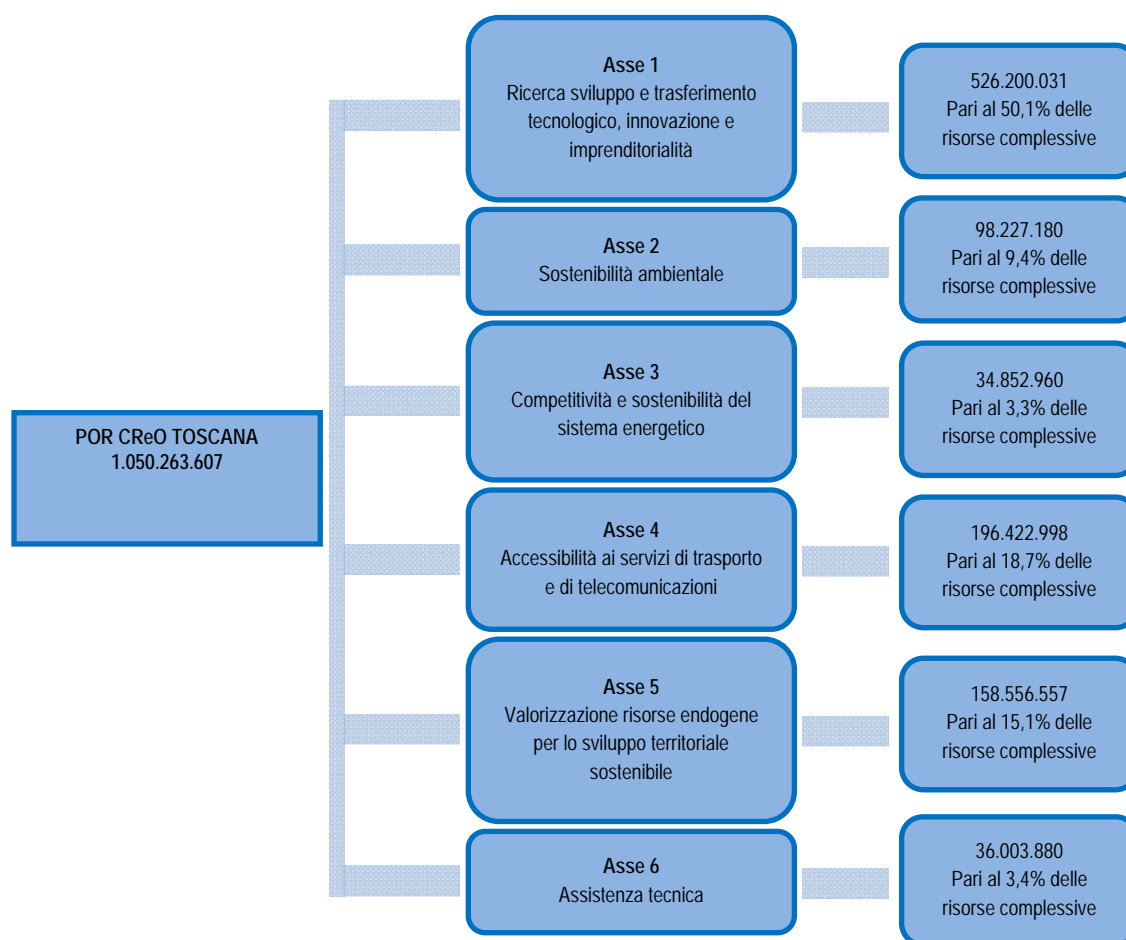 POR CReO TOSCANA
1.050.263.607
Asse 1
Ricerca sviluppo e trasferimento
tecnologico, innovazione e
imprenditorialità
526.200.031
Pari al 50,1% delle
risorse complessive
Asse 2
Sostenibilità ambientale
98.227.180
Pari al 9,4% delle
risorse complessive
Asse 3
Competitività e sostenibilità del
sistema energetico
34.852.960
Pari al 3,3% delle
risorse complessive
Asse 4
Accessibilità ai servizi di trasporto
e di telecomunicazioni
196.422.998
Pari al 18,7% delle
risorse complessive
Asse 5
Valorizzazione risorse endogene
per lo sviluppo territoriale
sostenibile
158.556.557
Pari al 15,1% delle
risorse complessive
Asse 6
Assistenza tecnica
36.003.880
Pari al 3,4% delle
risorse complessive